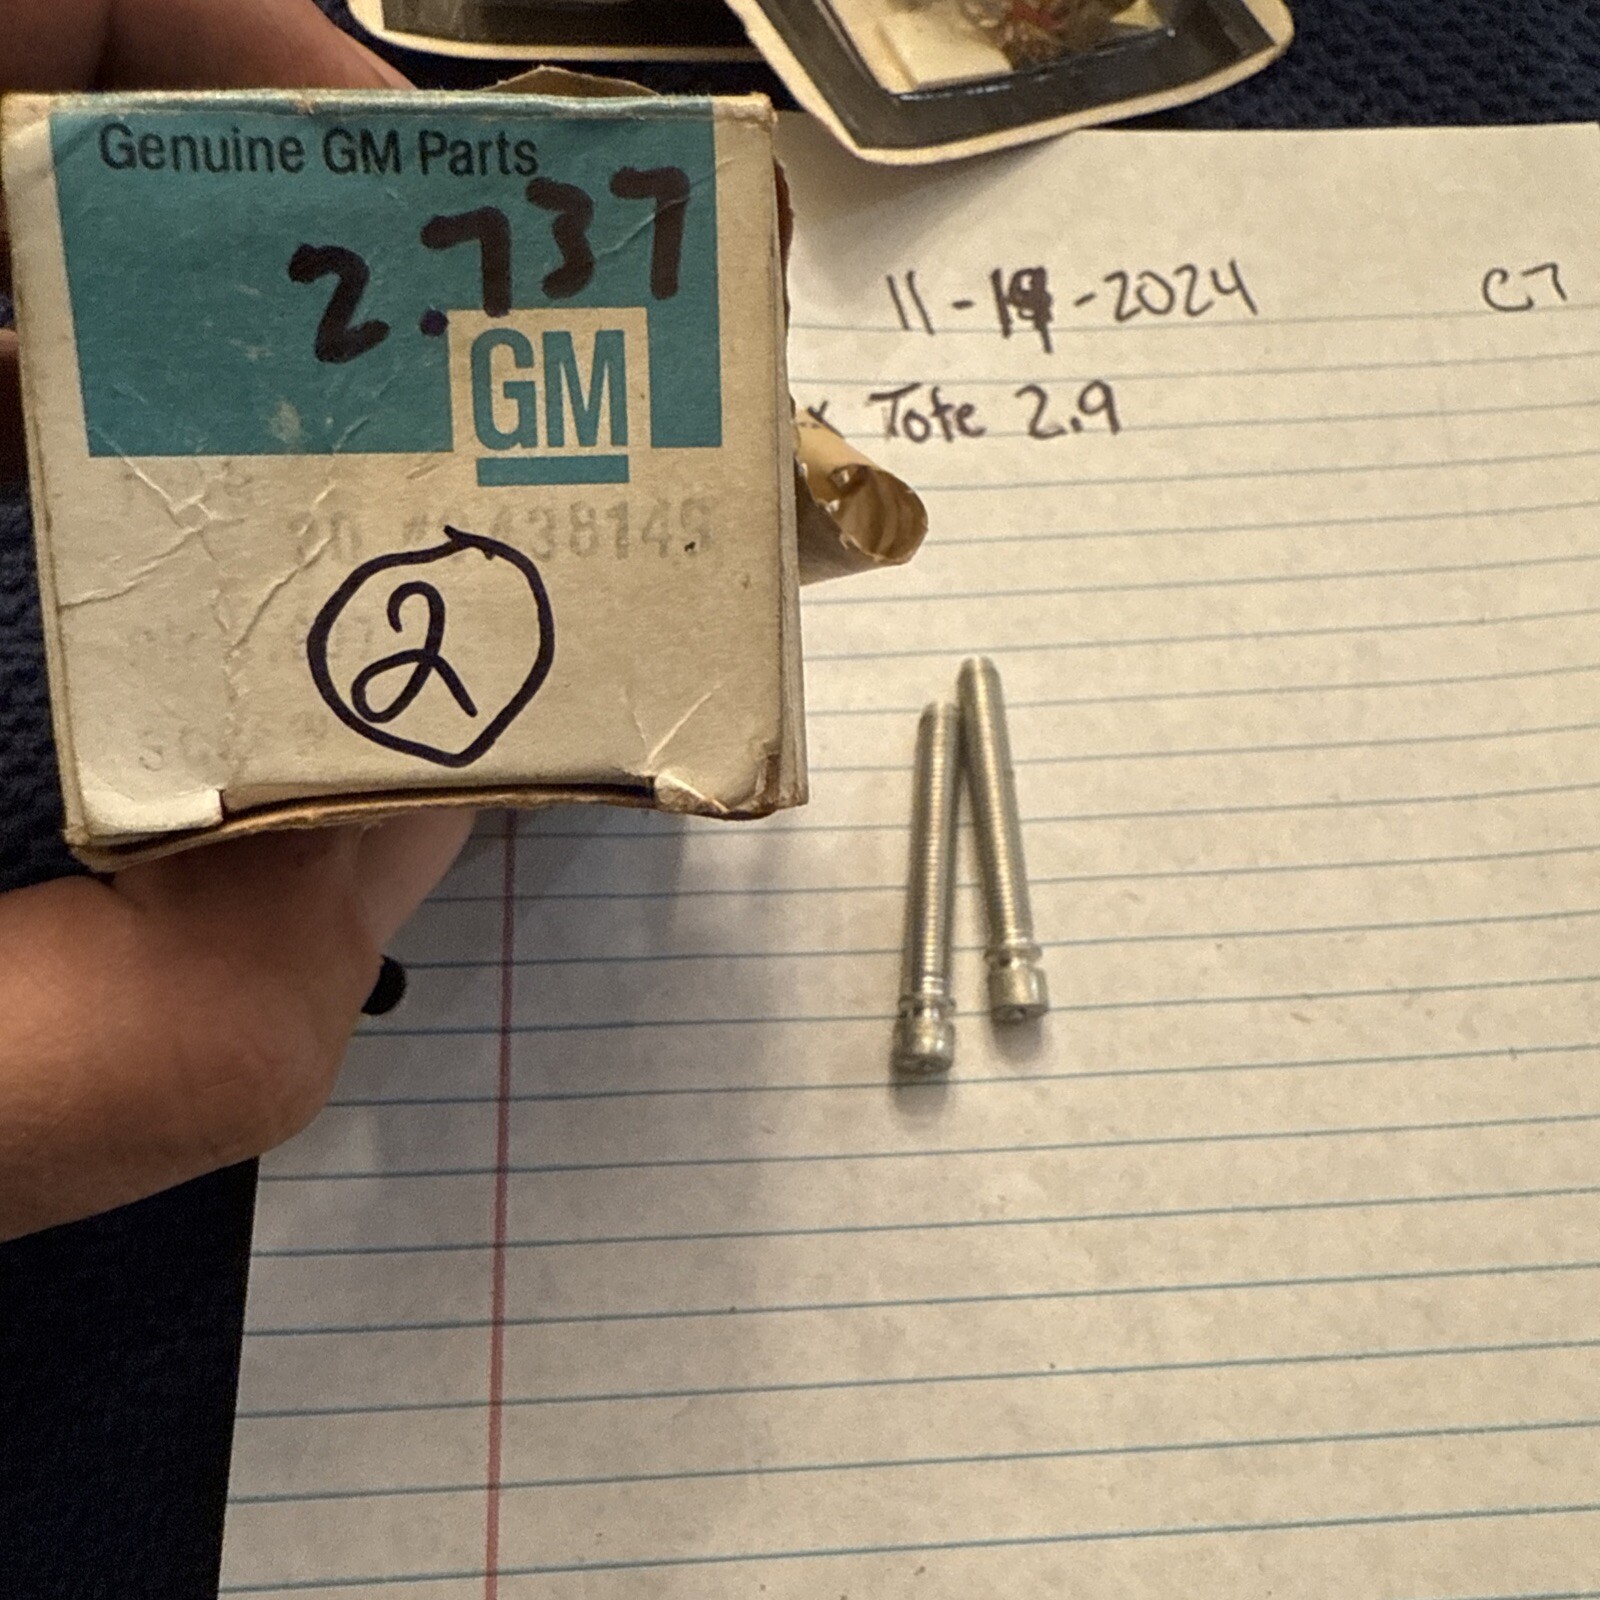 Genuine GM Parts
2.737
GM
2
11-19-2024 C7
x Tote 2.9